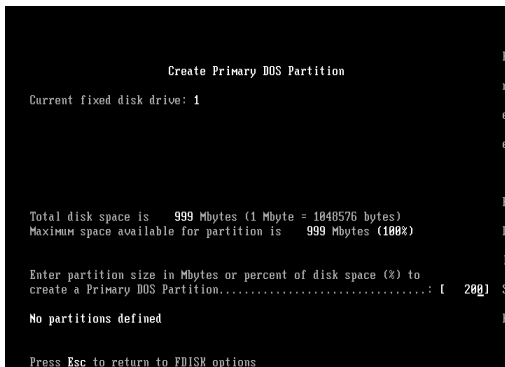 Create Primary DOS Partition
Current fixed disk drive: 1
Total disk space is 999 Mbytes (1 Mbyte = 1048576 bytes)
Maximum space available for partition is 999 Mbytes (100%)
Enter partition size in Mbytes or percent of disk space (%) to
create a Primary DOS Partition.................................: [ 200]
No partitions defined
Press Esc to return to FDISK options